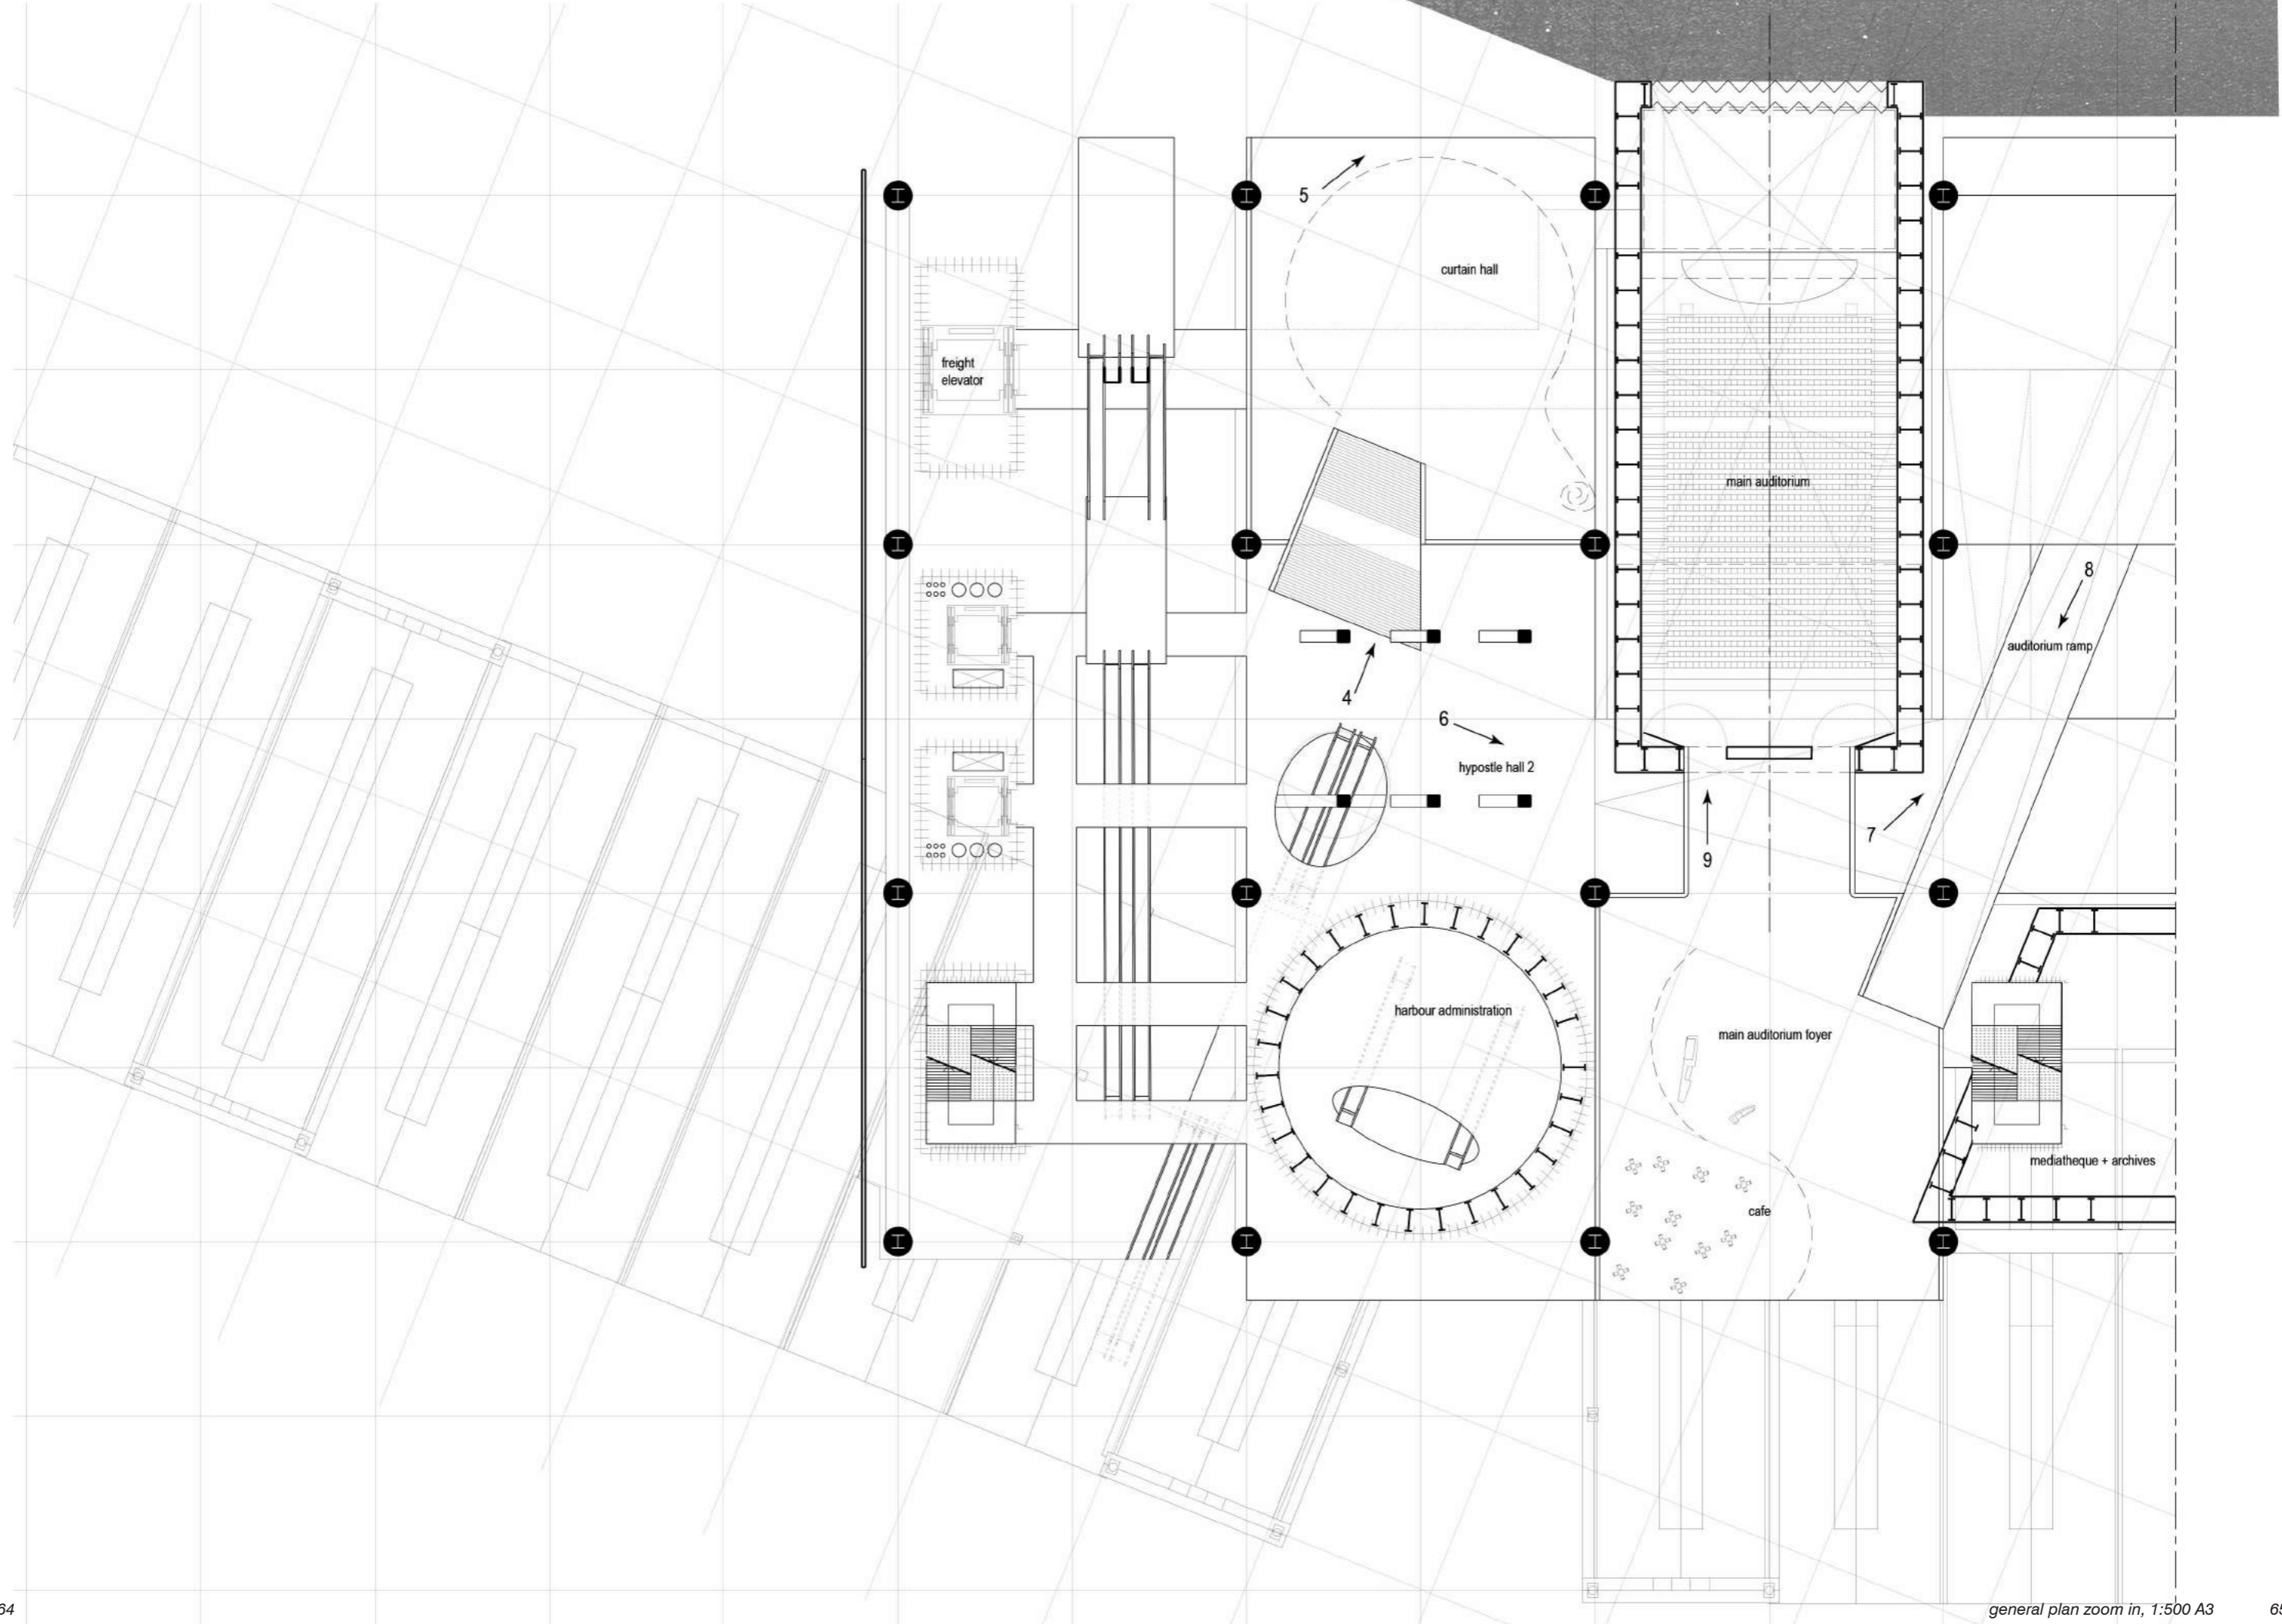 5
curtain hall
freight
elevator
main auditorium
8
auditorium ramp
4
6
hypostle hall 2
7
9
harbour administration
main auditorium foyer
mediatheque + archives
cafe
64
general plan zoom in, 1:500 A3
65